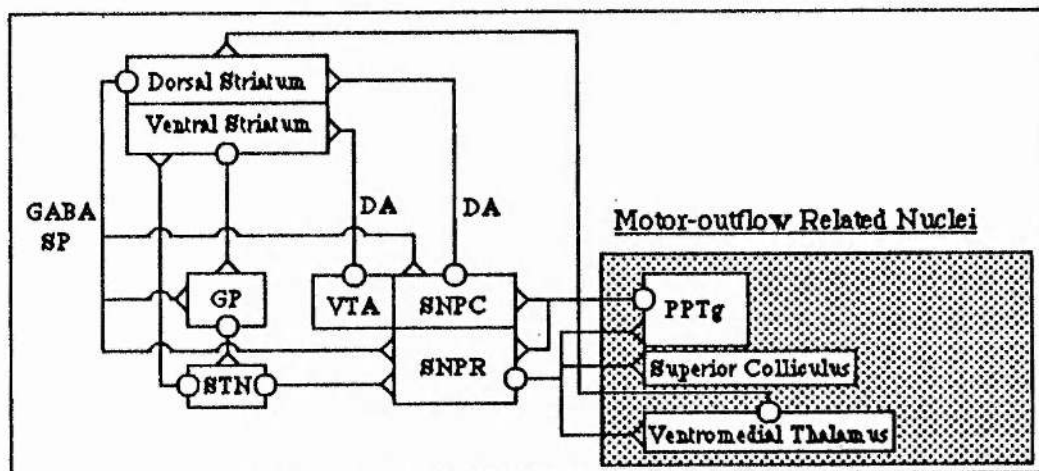 Dorsal Striatum
Ventral Striatum
GABA
SP
DA
DA
Motor-outflow Related Nuclei
GP
VTA
SNPC
PPTg
SNPR
Superior Colliculus
STN
Ventromedial Thalamus